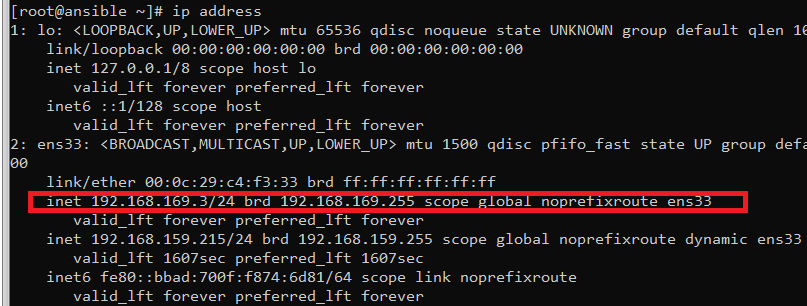 [root@ansible ~]# ip address
1: lo: <LOOPBACK,UP,LOWER_UP> mtu 65536 qdisc noqueue state UNKNOWN group default qlen 10
link/loopback 00:00:00:00:00:00 brd 00:00:00:00:00:00
inet 127.0.0.1/8 scope host lo
valid_lft forever preferred_lft forever
inet6 ::1/128 scope host
valid_lft forever preferred_lft forever
2: ens33: <BROADCAST,MULTICAST,UP,LOWER_UP> mtu 1500 qdisc pfifo_fast state UP group defa
00
link/ether 00:0c:29:c4:f3:33 brd ff:ff:ff:ff:ff:ff
inet 192.168.169.3/24 brd 192.168.169.255 scope global noprefixroute ens33
valid_lft forever preferred_lft forever
inet 192.168.159.215/24 brd 192.168.159.255 scope global noprefixroute dynamic ens33
valid_lft 1607sec preferred_lft 1607sec
inet6 fe80::bbad:700f:f874:6d81/64 scope link noprefixroute
valid_lft forever preferred_lft forever